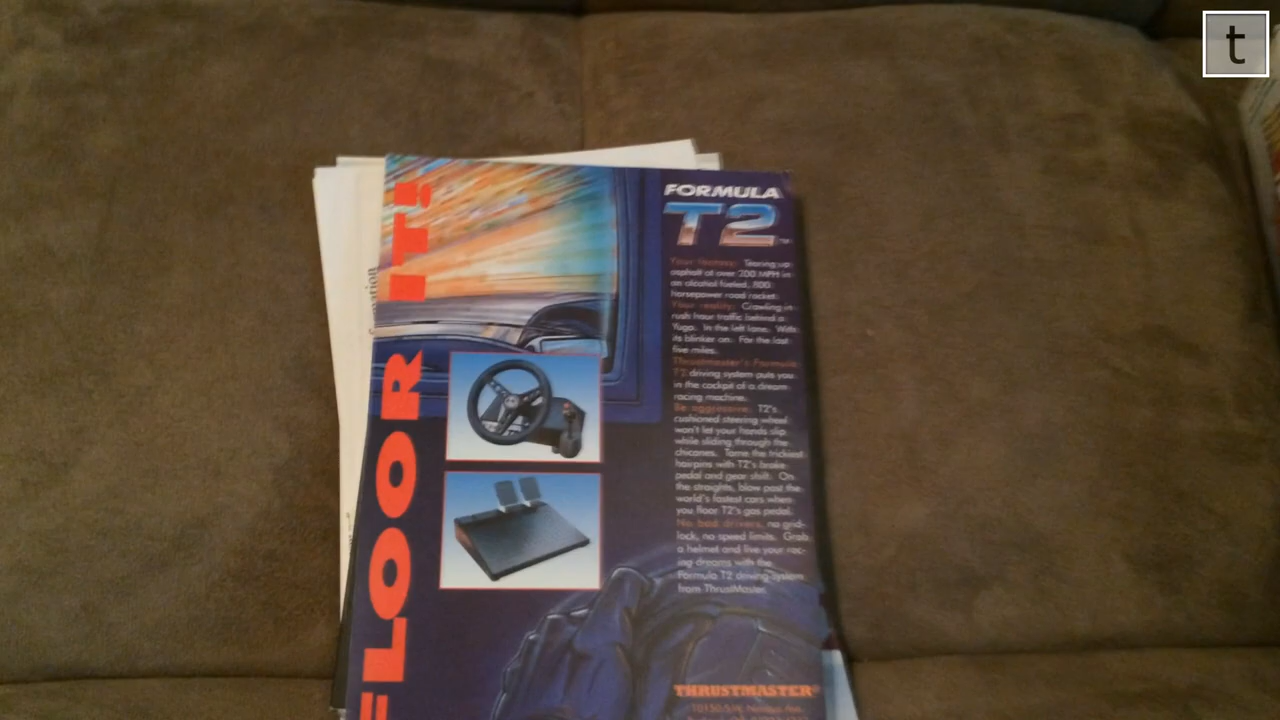 t
FLOOR IT!
FORMULA
T2
Your fantasy: Tearing up
asphalt at over 200 MPH in
an alcohol fueled, 800
horsepower road rocket.
Your reality: Crawling in
rush hour traffic behind a
Yugo. In the left lane. With
its blinker on. For the last
five miles.
Thrustmaster's Formula
T2 driving system puts you
in the cockpit of a dream
racing machine.
Be aggressive. T2's
cushioned steering wheel
won't let your hands slip
while sliding through the
chicanes. Tame the trickiest
hairpins with T2's brake
pedal and gear shift. On
the straights, blow past the
world's fastest cars when
you floor T2's gas pedal.
No bad drivers, no grid-
lock, no speed limits. Grab
a helmet and live your rac-
ing dreams with the
Formula T2 driving system
from ThrustMaster.
THRUSTMASTER®
10150 S.W. Nimbus Ave.